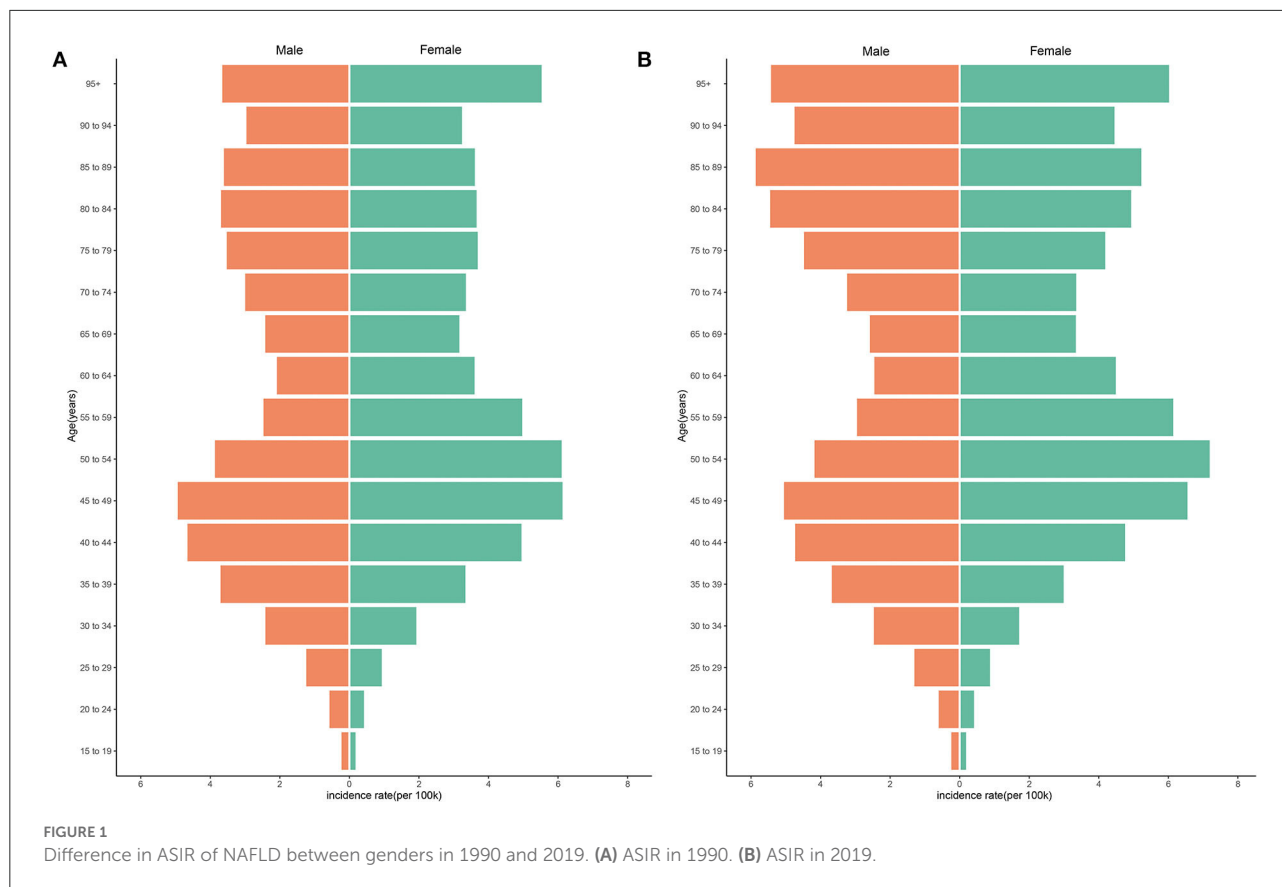 A
Male
Female
95+
90 to 94
85 to 89
80 to 84
75 to 79
70 to 74
65 to 69
60 to 64
55 to 59
50 to 54
45 to 49
40 to 44
35 to 39
30 to 34
25 to 29
20 to 24
15 to 19
Age(years)
6 4 2 0 2 4 6 8
incidence rate(per 100k)
B
Male
Female
95+
90 to 94
85 to 89
80 to 84
75 to 79
70 to 74
65 to 69
60 to 64
55 to 59
50 to 54
45 to 49
40 to 44
35 to 39
30 to 34
25 to 29
20 to 24
15 to 19
Age(years)
6 4 2 0 2 4 6 8
incidence rate(per 100k)
FIGURE 1
Difference in ASIR of NAFLD between genders in 1990 and 2019. (A) ASIR in 1990. (B) ASIR in 2019.